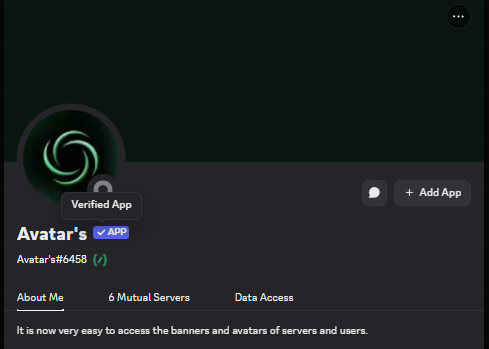 Verified App
Avatar's ✓ APP
Avatar's#6458 {/}
+ Add App
About Me 6 Mutual Servers Data Access
It is now very easy to access the banners and avatars of servers and users.